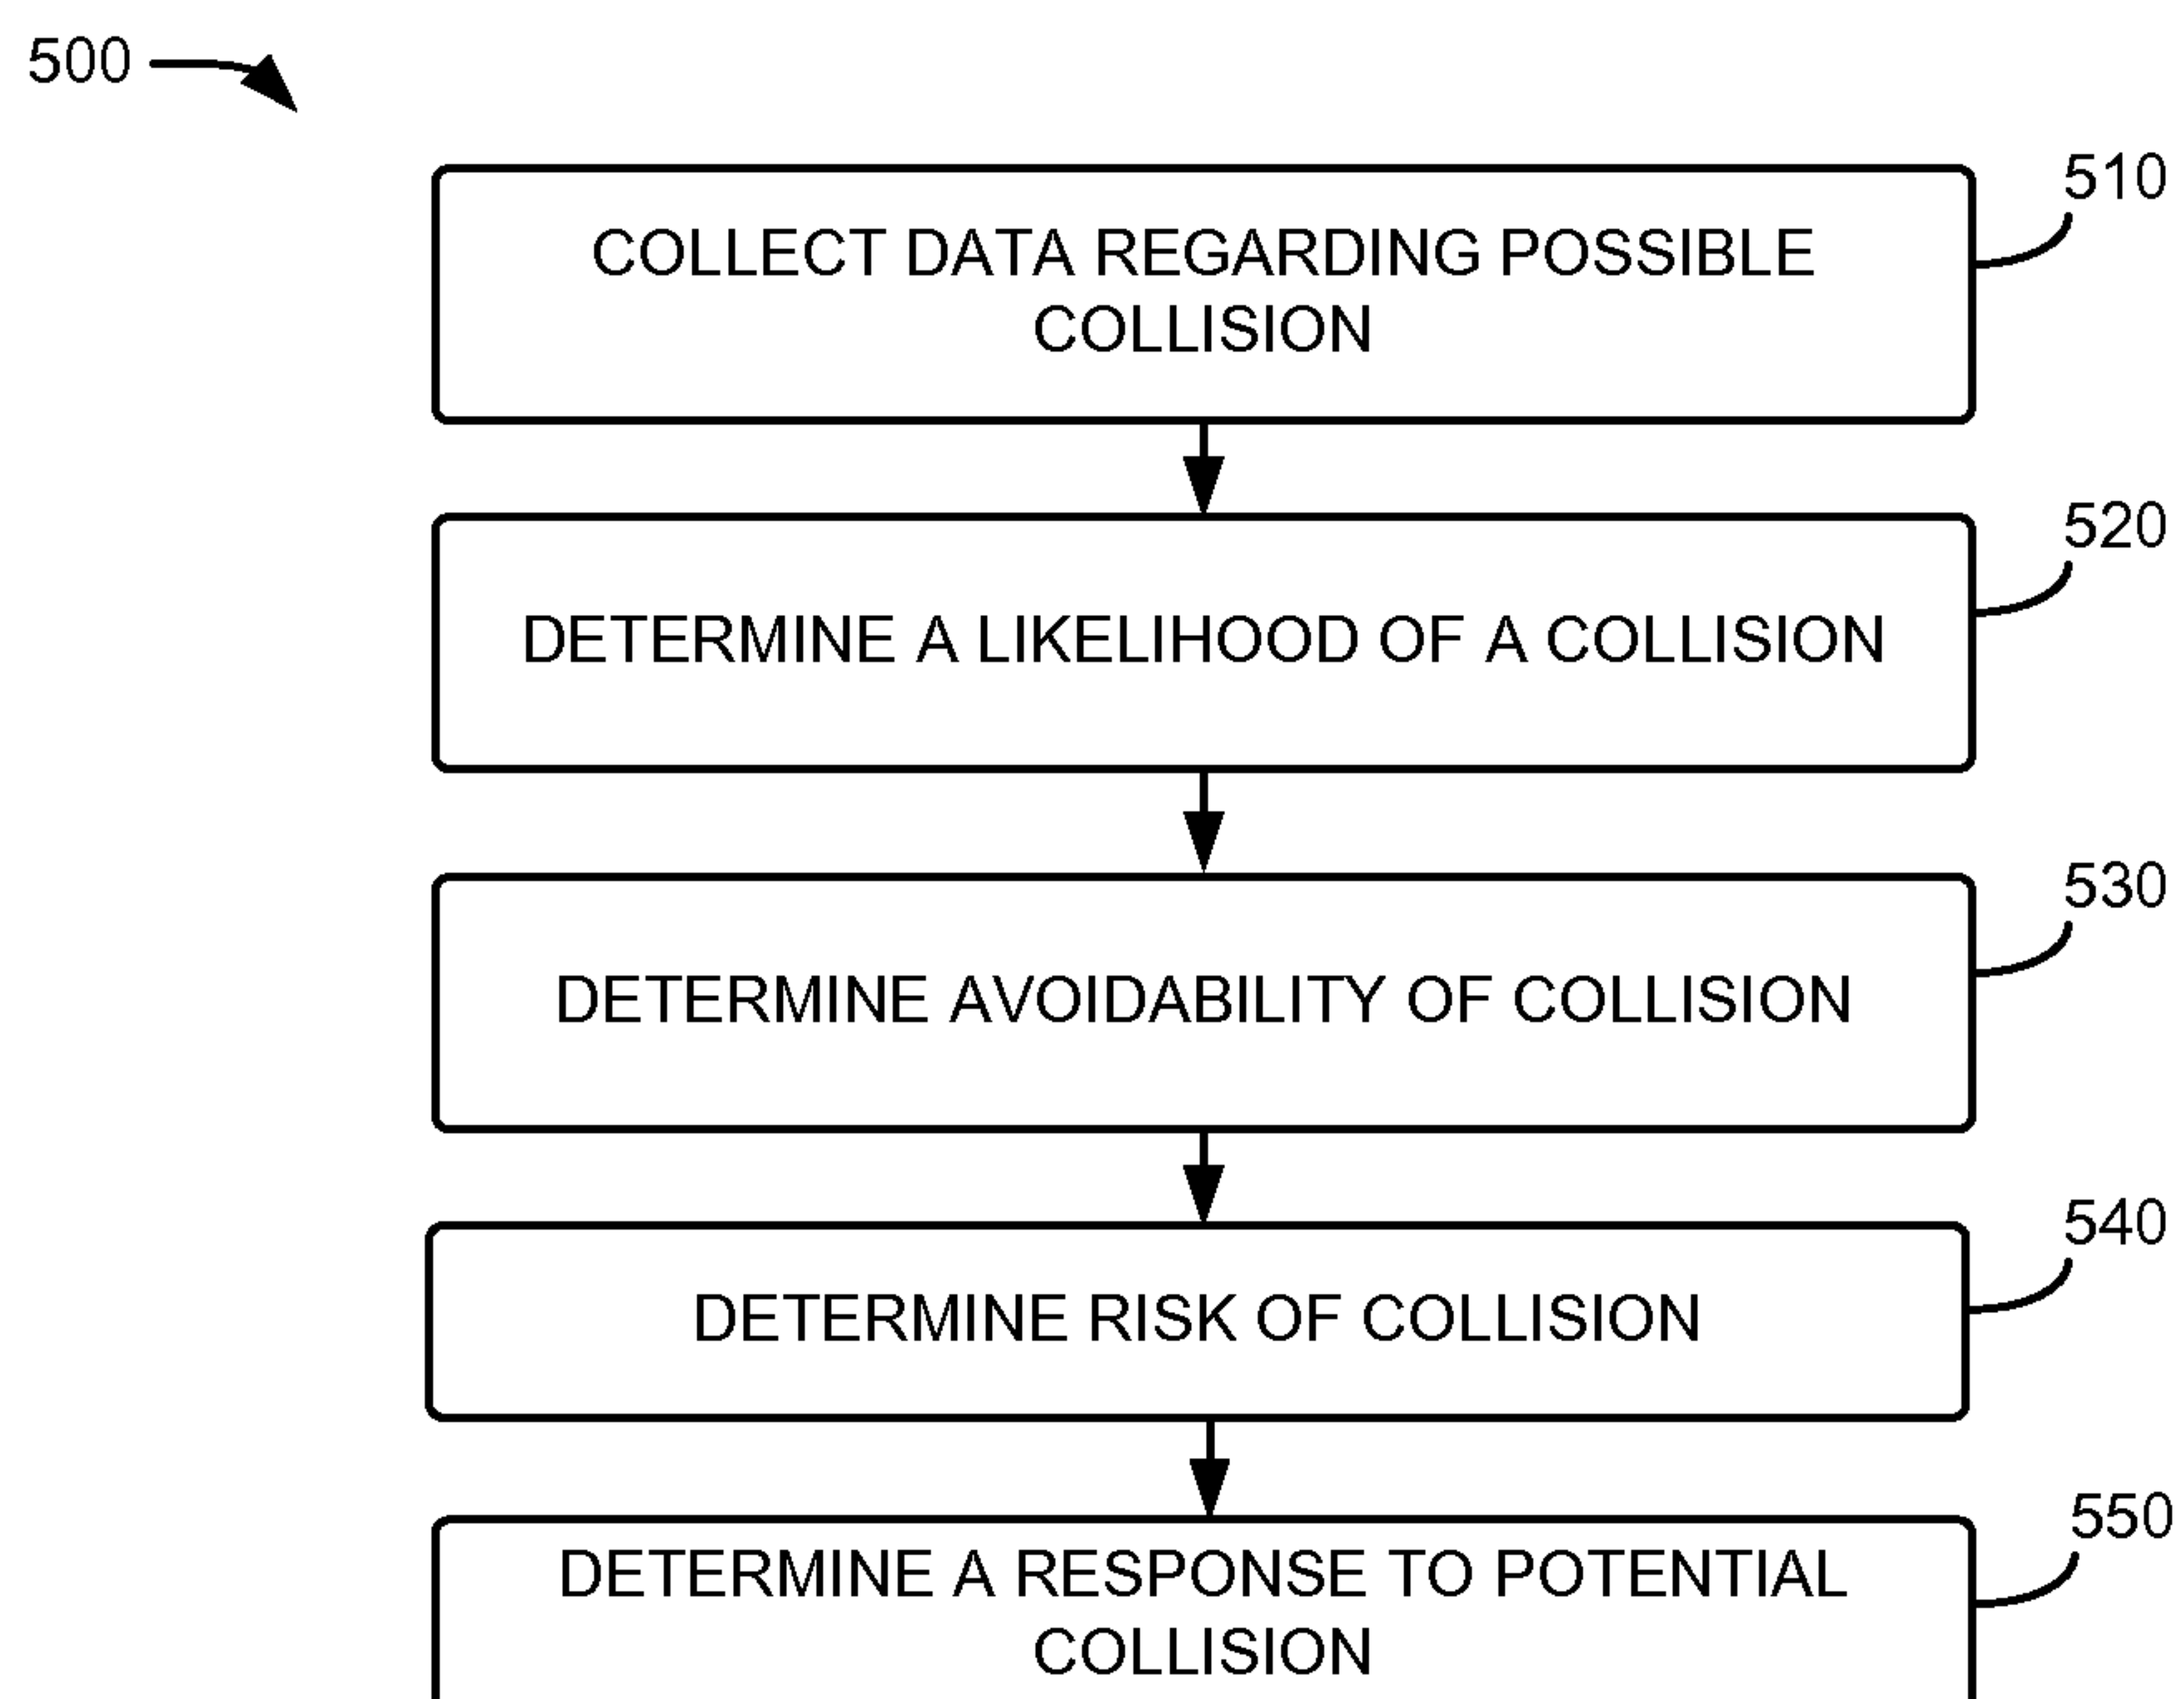 500
510
COLLECT DATA REGARDING POSSIBLE
COLLISION
520
DETERMINE A LIKELIHOOD OF A COLLISION
530
DETERMINE AVOIDABILITY OF COLLISION
540
DETERMINE RISK OF COLLISION
550
DETERMINE A RESPONSE TO POTENTIAL
COLLISION